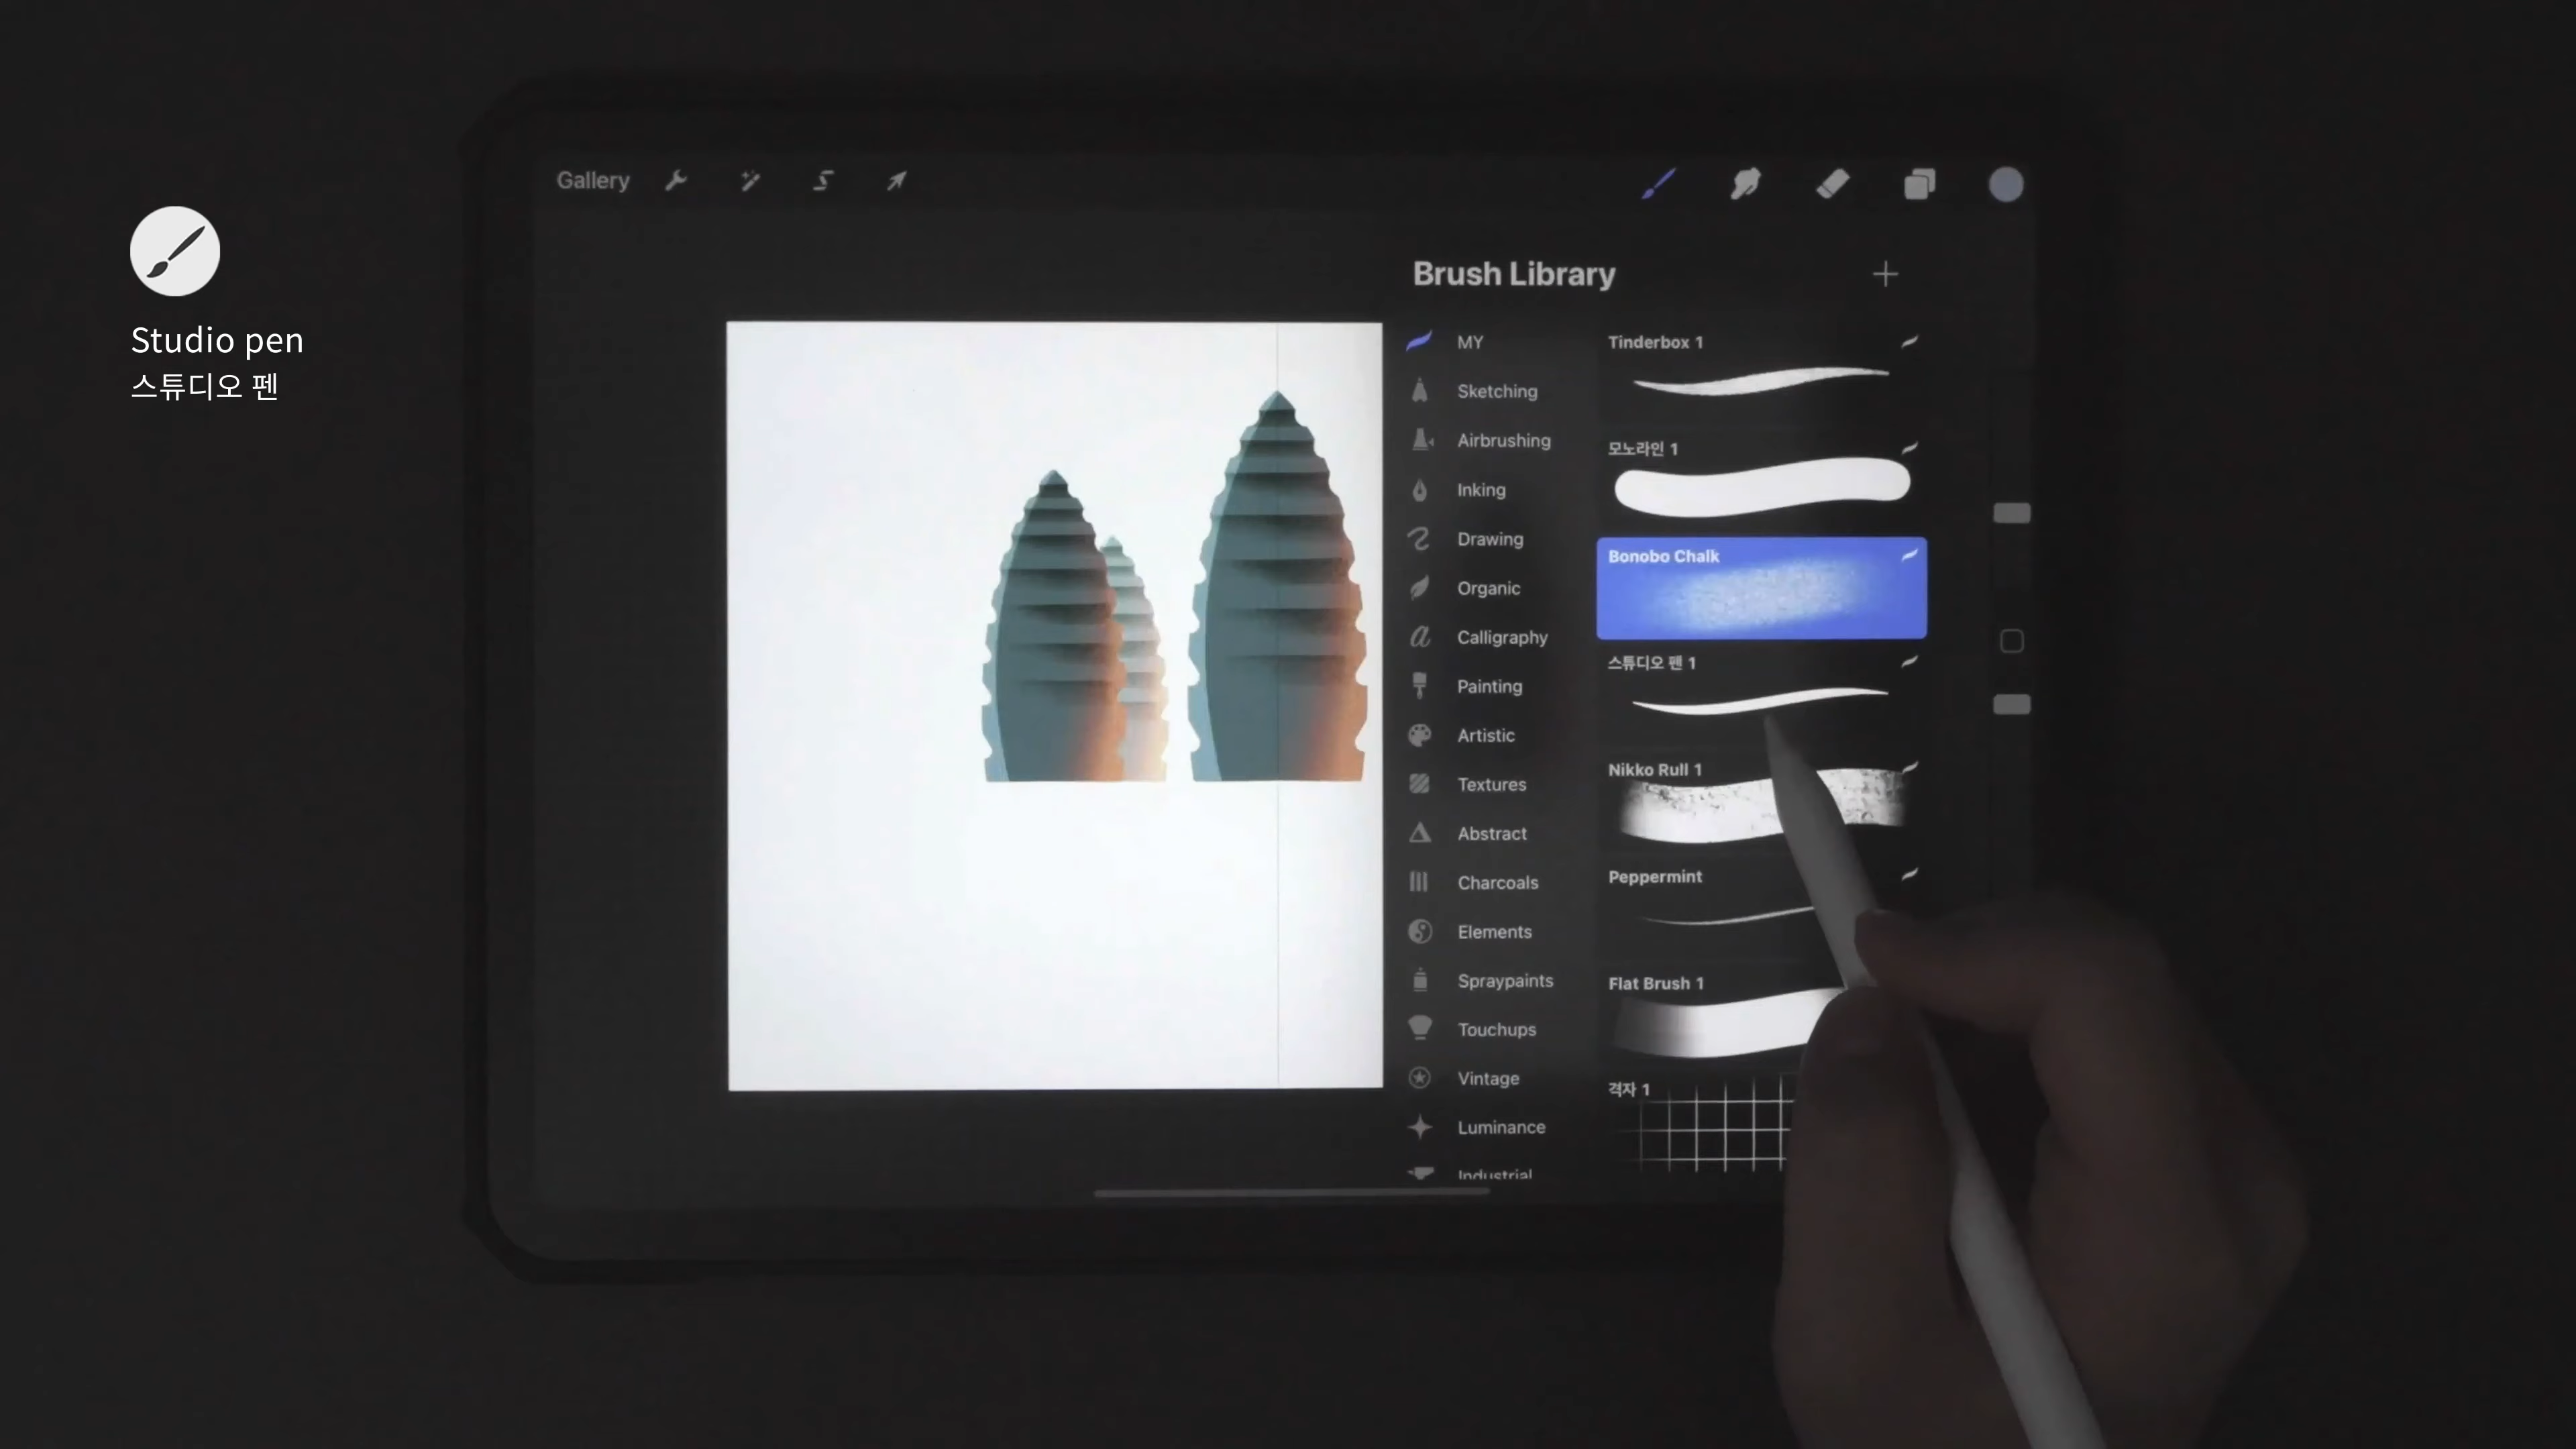 Studio pen
스튜디오 펜
Gallery
Brush Library
MY
Sketching
Airbrushing
Inking
Drawing
Organic
Calligraphy
Painting
Artistic
Textures
Abstract
Charcoals
Elements
Spraypaints
Touchups
Vintage
Luminance
Industrial
Tinderbox 1
모노라인 1
Bonobo Chalk
스튜디오 펜 1
Nikko Rull 1
Peppermint
Flat Brush 1
격자 1